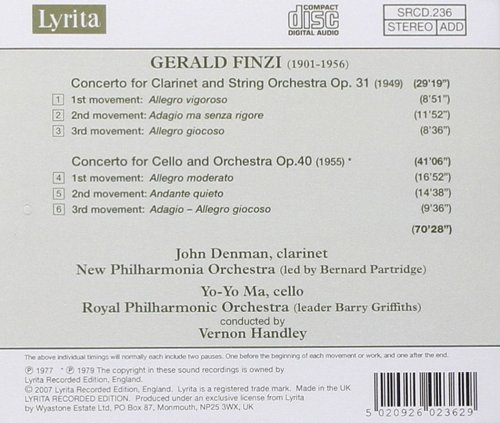 Lyrita
COMPACT
disc
DIGITAL AUDIO
SRCD.236
STEREO ADD
GERALD FINZI (1901-1956)
Concerto for Clarinet and String Orchestra Op. 31 (1949) (29'19")
1 1st movement: Allegro vigoroso (8'51)
2 2nd movement: Adagio ma senza rigore (11'52)
3 3rd movement: Allegro giocoso (8'36)
Concerto for Cello and Orchestra Op.40 (1955) * (41'06")
4 1st movement: Allegro moderato (16'52)
5 2nd movement: Andante quieto (14'38)
6 3rd movement: Adagio – Allegro giocoso (9'36)
(70'28")
John Denman, clarinet
New Philharmonia Orchestra (led by Bernard Partridge)
Yo-Yo Ma, cello
Royal Philharmonic Orchestra (leader Barry Griffiths)
conducted by
Vernon Handley
The above individual timings will normally each include two pauses. One before the beginning of each movement or work, and one after the end.
℗ 1977 * ℗ 1979 The copyright in these sound recordings is owned by
Lyrita Recorded Edition, England.
© 2007 Lyrita Recorded Edition, England. Lyrita is a registered trade mark. Made in the UK
LYRITA RECORDED EDITION. Produced under an exclusive license from Lyrita
by Wyastone Estate Ltd, PO Box 87, Monmouth, NP25 3WX, UK
5 020926 023629